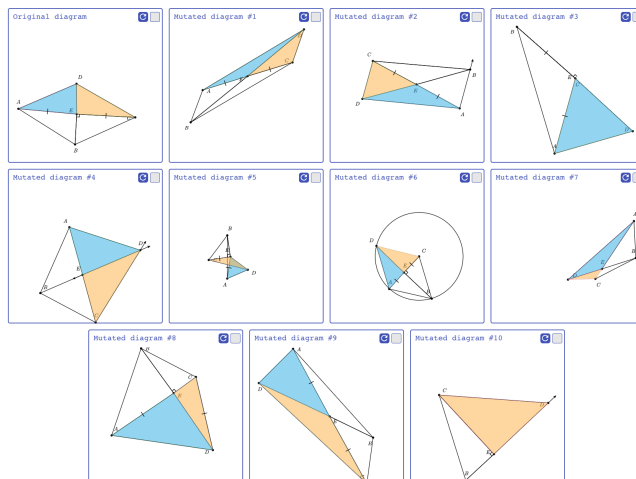 Original diagram
Mutated diagram #1
Mutated diagram #2
Mutated diagram #3
D
A
E
C
B
E
C
A
B
C
B
E
D
A
B
E
C
A
D
Mutated diagram #4
Mutated diagram #5
Mutated diagram #6
Mutated diagram #7
A
D
E
B
C
B
E
D
A
D
C
E
A
B
A
B
E
D
C
Mutated diagram #8
Mutated diagram #9
Mutated diagram #10
B
C
E
A
D
A
D
E
B
C
D
E
B